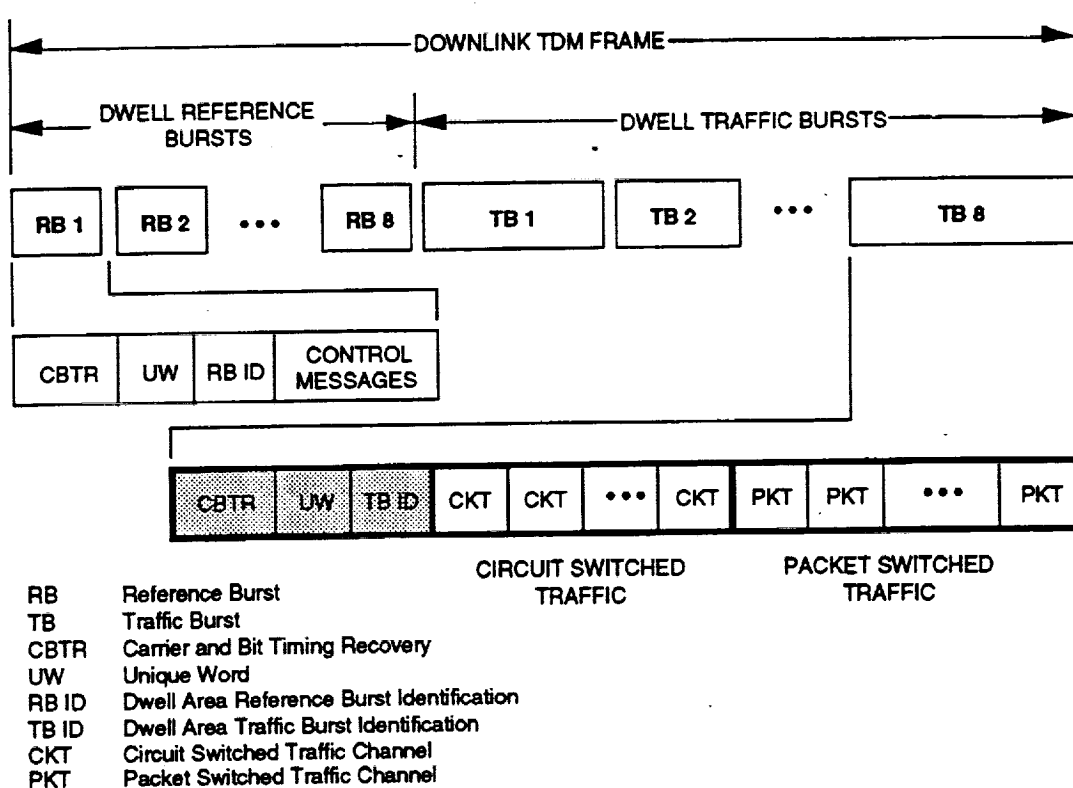 DOWNLINK TDM FRAME
DWELL REFERENCE
BURSTS
DWELL TRAFFIC BURSTS
RB 1 RB 2 ••• RB 8 TB 1 TB 2 ••• TB 8
CBTR UW RB ID CONTROL
MESSAGES
CBTR UW TB ID CKT CKT ••• CKT PKT PKT ••• PKT
CIRCUIT SWITCHED
TRAFFIC
PACKET SWITCHED
TRAFFIC
RB Reference Burst
TB Traffic Burst
CBTR Carrier and Bit Timing Recovery
UW Unique Word
RB ID Dwell Area Reference Burst Identification
TB ID Dwell Area Traffic Burst Identification
CKT Circuit Switched Traffic Channel
PKT Packet Switched Traffic Channel